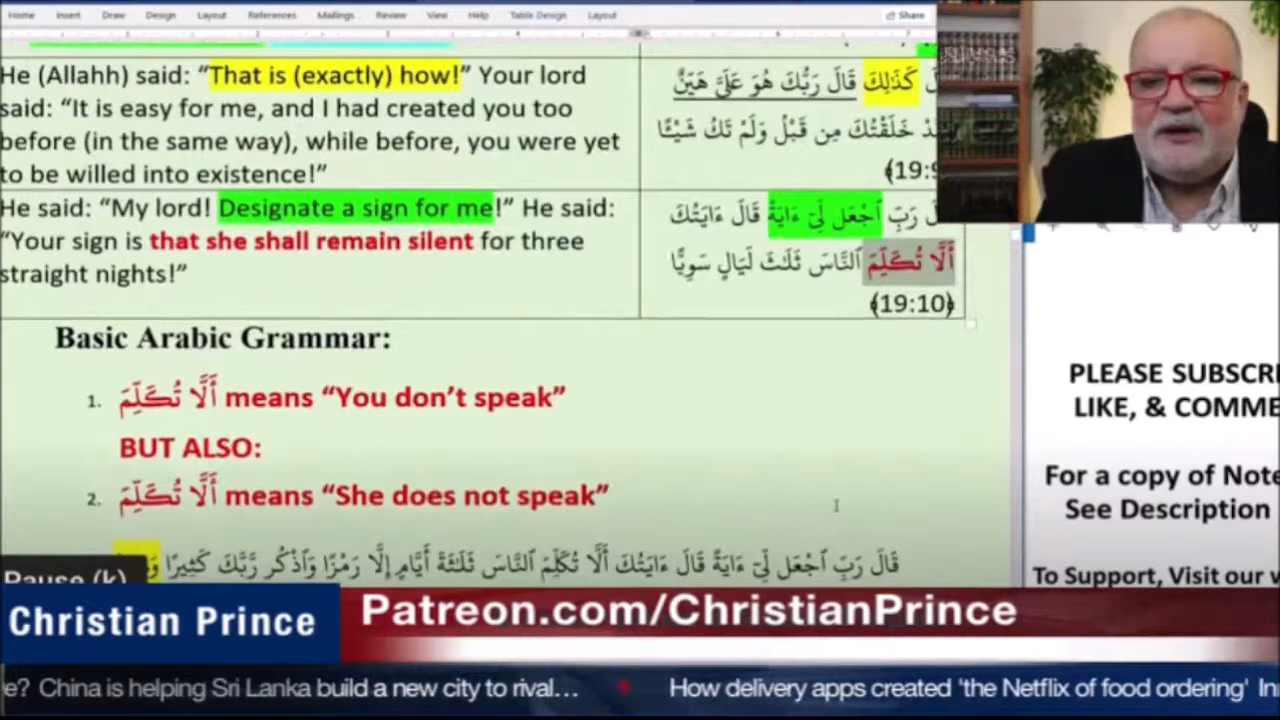 Home Insert Draw Design Layout References Mailings Review View Help Table Design Layout Share
He (Allahh) said: “That is (exactly) how!” Your lord
said: “It is easy for me, and I had created you too
before (in the same way), while before, you were yet
to be willed into existence!”
كَذَٰلِكَ قَالَ رَبُّكَ هُوَ عَلَىَّ هَيِّنٌ
خَلَقْتُكَ مِن قَبْلُ وَلَمْ تَكُ شَيْـًٔا
He said: “My lord! Designate a sign for me!” He said:
“Your sign is that she shall remain silent for three
straight nights!”
رَبِّ ٱجْعَل لِّىٓ ءَايَةً قَالَ ءَايَتُكَ
أَلَّا تُكَلِّمَ ٱلنَّاسَ ثَلَٰثَ لَيَالٍ سَوِيًّا
﴿19:10﴾
Basic Arabic Grammar:
1. أَلَّا تُكَلِّمَ means “You don’t speak”
BUT ALSO:
2. أَلَّا تُكَلِّمَ means “She does not speak”
قَالَ رَبِّ ٱجْعَل لِّىٓ ءَايَةً قَالَ ءَايَتُكَ أَلَّا تُكَلِّمَ ٱلنَّاسَ ثَلَٰثَةَ أَيَّامٍ إِلَّا رَمْزًا وَٱذْكُر رَّبَّكَ كَثِيرًا
PLEASE SUBSCRI
LIKE, & COMME
For a copy of Note
See Description
To Support, Visit our w
Pause (k)
Christian Prince
Patreon.com/ChristianPrince
e? China is helping Sri Lanka build a new city to rival... How delivery apps created 'the Netflix of food ordering' In